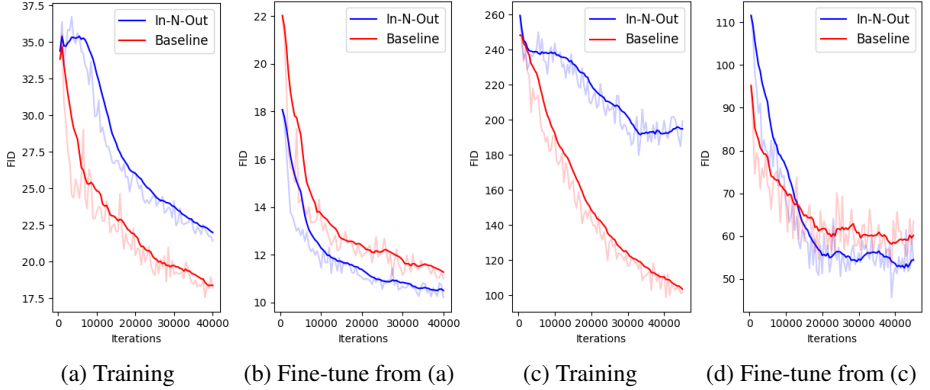 37.5
35.0
32.5
30.0
27.5
25.0
22.5
20.0
17.5
FID
In-N-Out
Baseline
0 10000 20000 30000 40000
Iterations
(a) Training
22
20
18
16
14
12
10
FID
In-N-Out
Baseline
0 10000 20000 30000 40000
Iterations
(b) Fine-tune from (a)
260
240
220
200
180
160
140
120
100
FID
In-N-Out
Baseline
0 10000 20000 30000 40000
Iterations
(c) Training
110
100
90
80
70
60
50
FID
In-N-Out
Baseline
0 10000 20000 30000 40000
Iterations
(d) Fine-tune from (c)